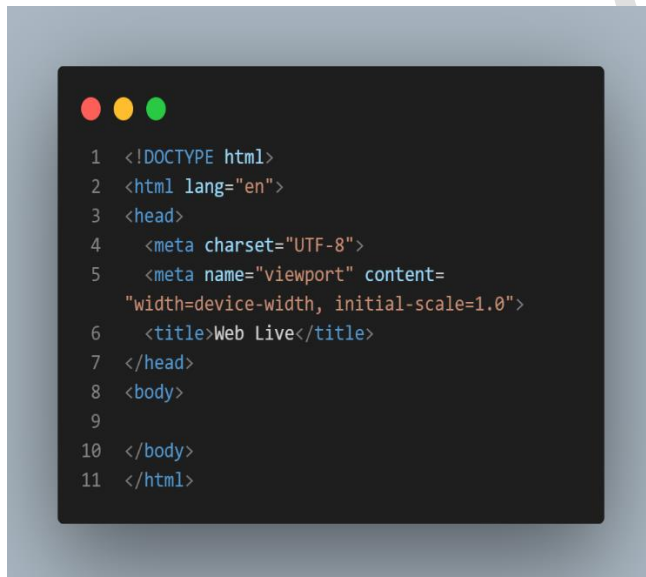 1 <!DOCTYPE html>
2 <html lang="en">
3 <head>
4   <meta charset="UTF-8">
5   <meta name="viewport" content=
"width=device-width, initial-scale=1.0">
6   <title>Web Live</title>
7 </head>
8 <body>
9
10 </body>
11 </html>